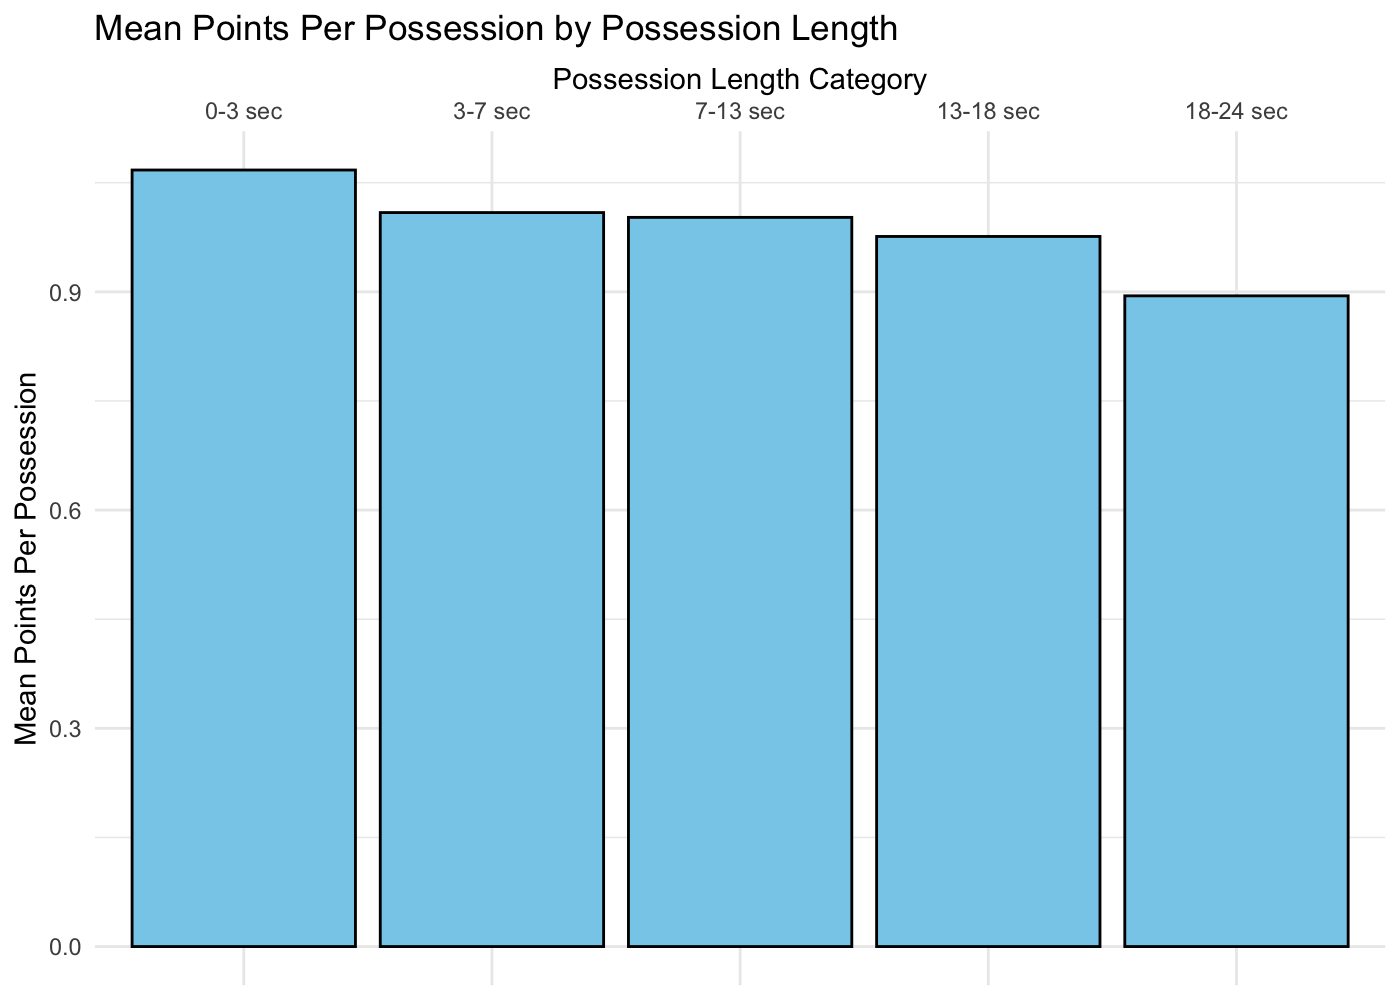 Mean Points Per Possession by Possession Length
Possession Length Category
0-3 sec 3-7 sec 7-13 sec 13-18 sec 18-24 sec
Mean Points Per Possession
0.9
0.6
0.3
0.0